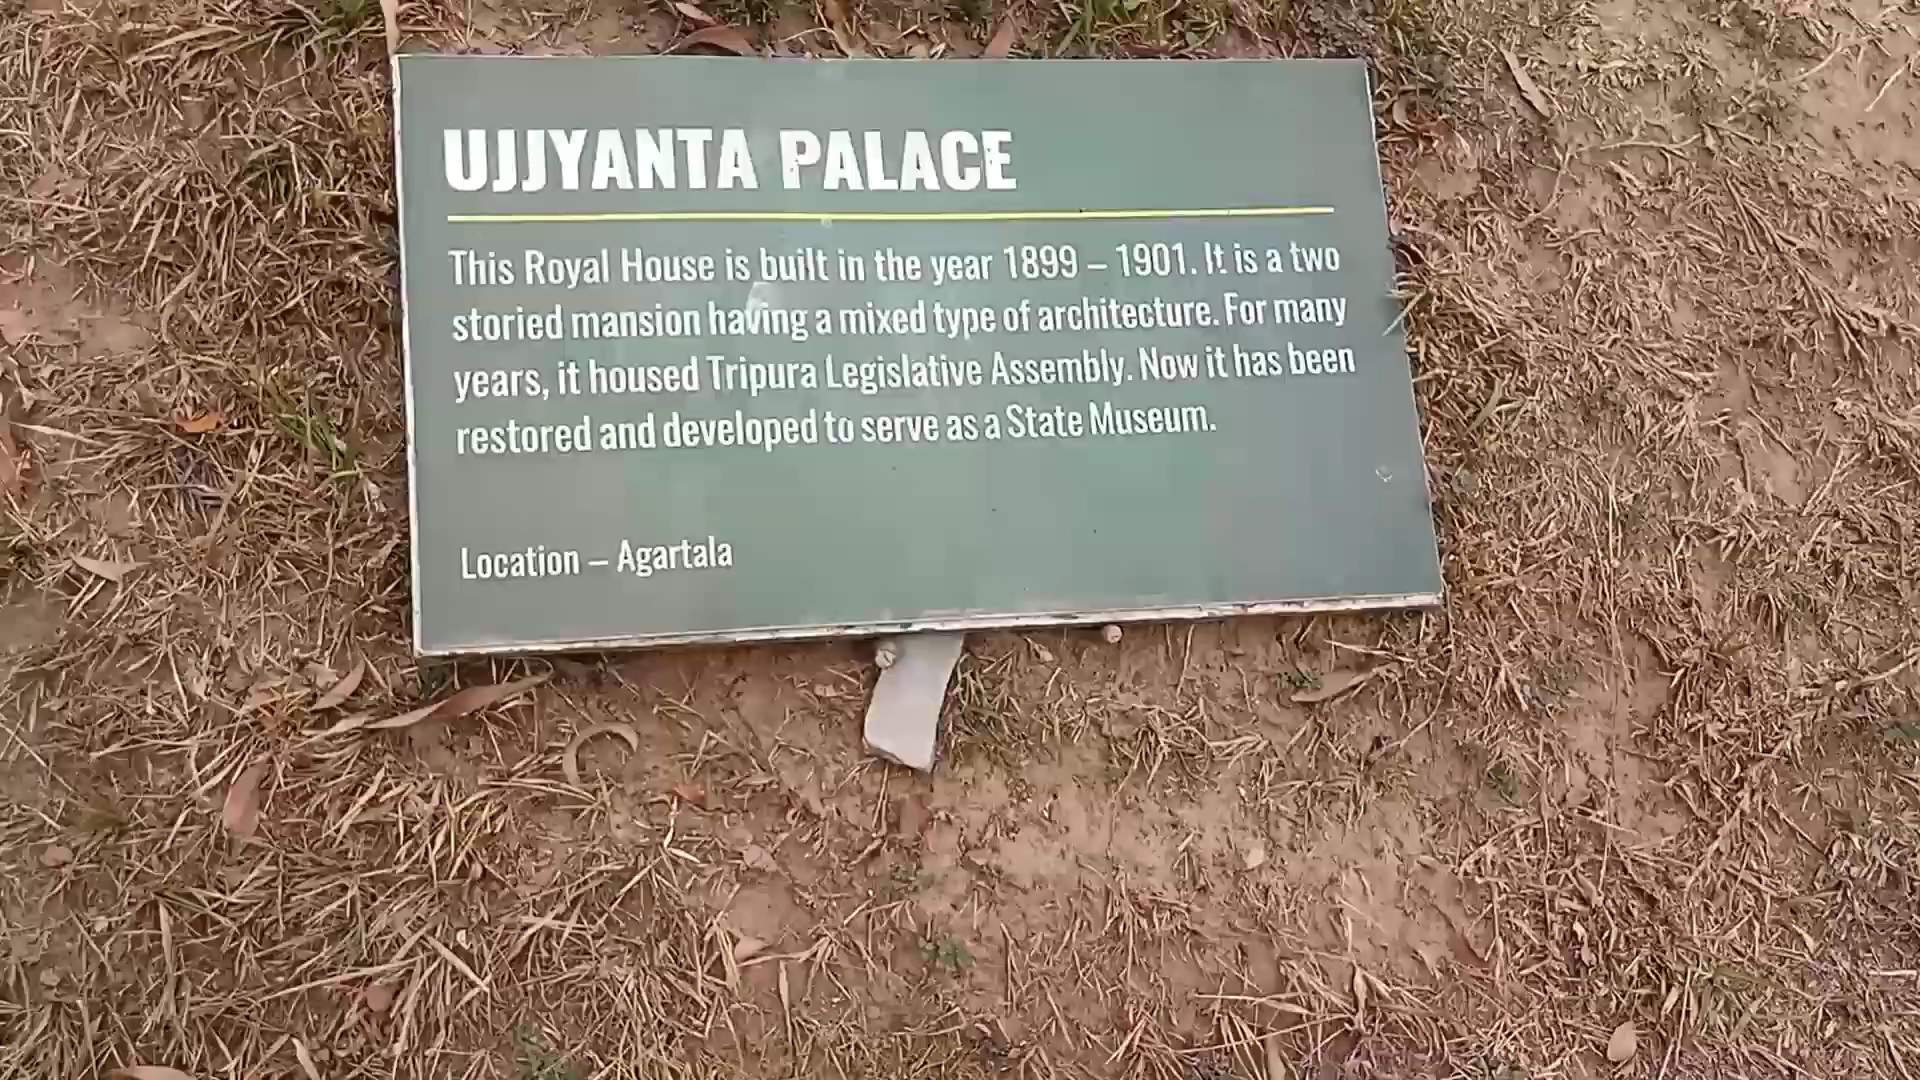 UJJYANTA PALACE
This Royal House is built in the year 1899 – 1901. It is a two
storied mansion having a mixed type of architecture. For many
years, it housed Tripura Legislative Assembly. Now it has been
restored and developed to serve as a State Museum.
Location – Agartala